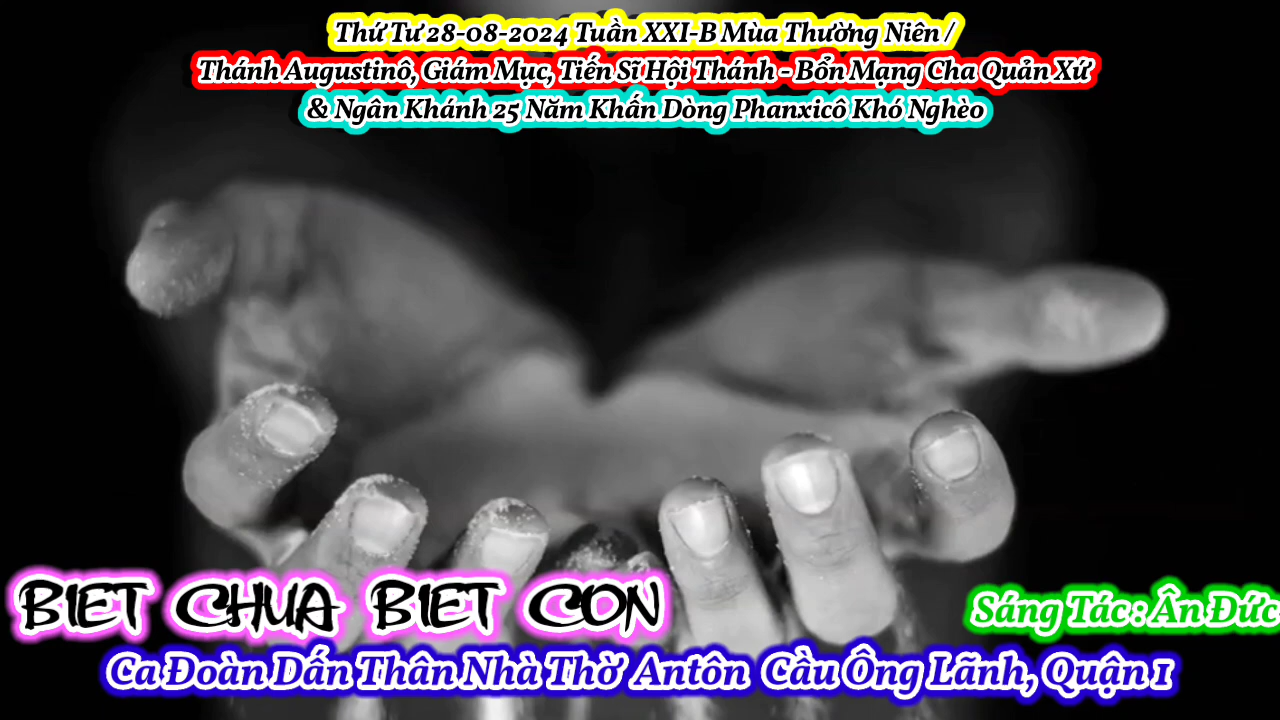 Thứ Tư 28-08-2024 Tuần XXI-B Mùa Thường Niên /
Thánh Augustinô, Giám Mục, Tiến Sĩ Hội Thánh - Bổn Mạng Cha Quản Xứ
& Ngân Khánh 25 Năm Khấn Dòng Phanxicô Khó Nghèo
BIET CHUA BIET CON
Sáng Tác : Ân Đức
Ca Đoàn Dấn Thân Nhà Thờ Antôn Cầu Ông Lãnh, Quận 1